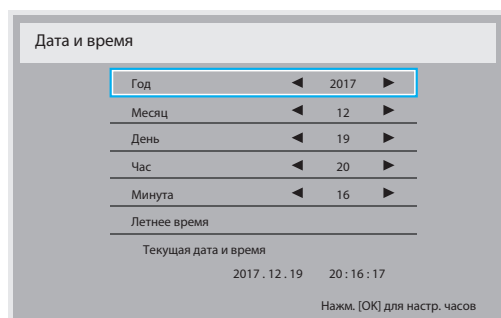 Дата и время
Год ◀ 2017 ▶
Месяц ◀ 12 ▶
День ◀ 19 ▶
Час ◀ 20 ▶
Минута ◀ 16 ▶
Летнее время
Текущая дата и время
2017 . 12 . 19 20 : 16 : 17
Нажм. [OK] для настр. часов